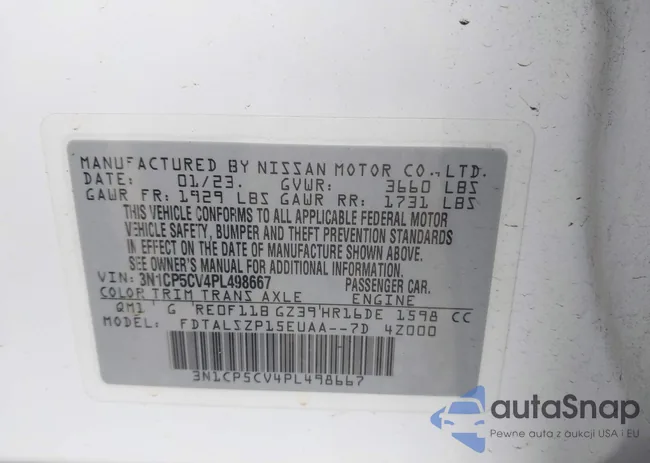 MANUFACTURED BY NISSAN MOTOR CO.,LTD.
DATE: 01/23. GVWR: 3660 LBS
GAWR FR: 1929 LBS GAWR RR: 1731 LBS
THIS VEHICLE CONFORMS TO ALL APPLICABLE FEDERAL MOTOR
VEHICLE SAFETY, BUMPER AND THEFT PREVENTION STANDARDS
IN EFFECT ON THE DATE OF MANUFACTURE SHOWN ABOVE.
SEE OWNER'S MANUAL FOR ADDITIONAL INFORMATION.
VIN: 3N1CP5CV4PL498667 PASSENGER CAR.
COLOR TRIM TRANS AXLE ENGINE
QM1 G RE0F11B GZ39 HR16DE 1598 CC
MODEL: FDTALSZP15EUAA--7D 4Z000
3N1CP5CV4PL498667
autaSnap
Pewne auta z aukcji USA i EU